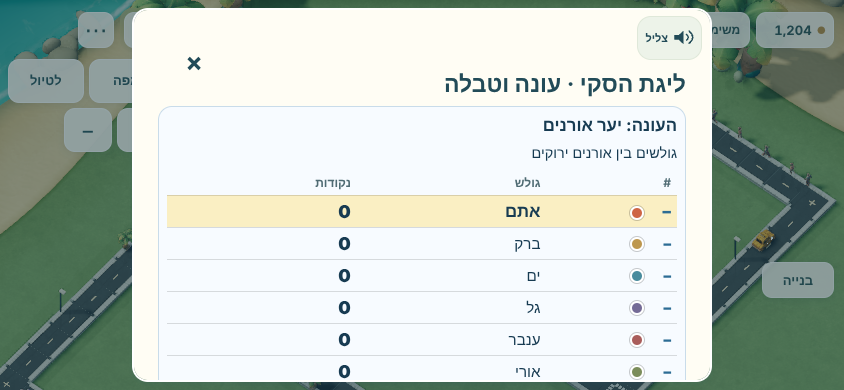 1,204
משימ
צליל
...
מפה
לטיול
–
ליגת הסקי · עונה וטבלה
העונה: יער אורנים
גולשים בין אורנים ירוקים
# גולש נקודות
– אתם 0
– ברק 0
– ים 0
– גל 0
– ענבר 0
– אורי 0
בנייה